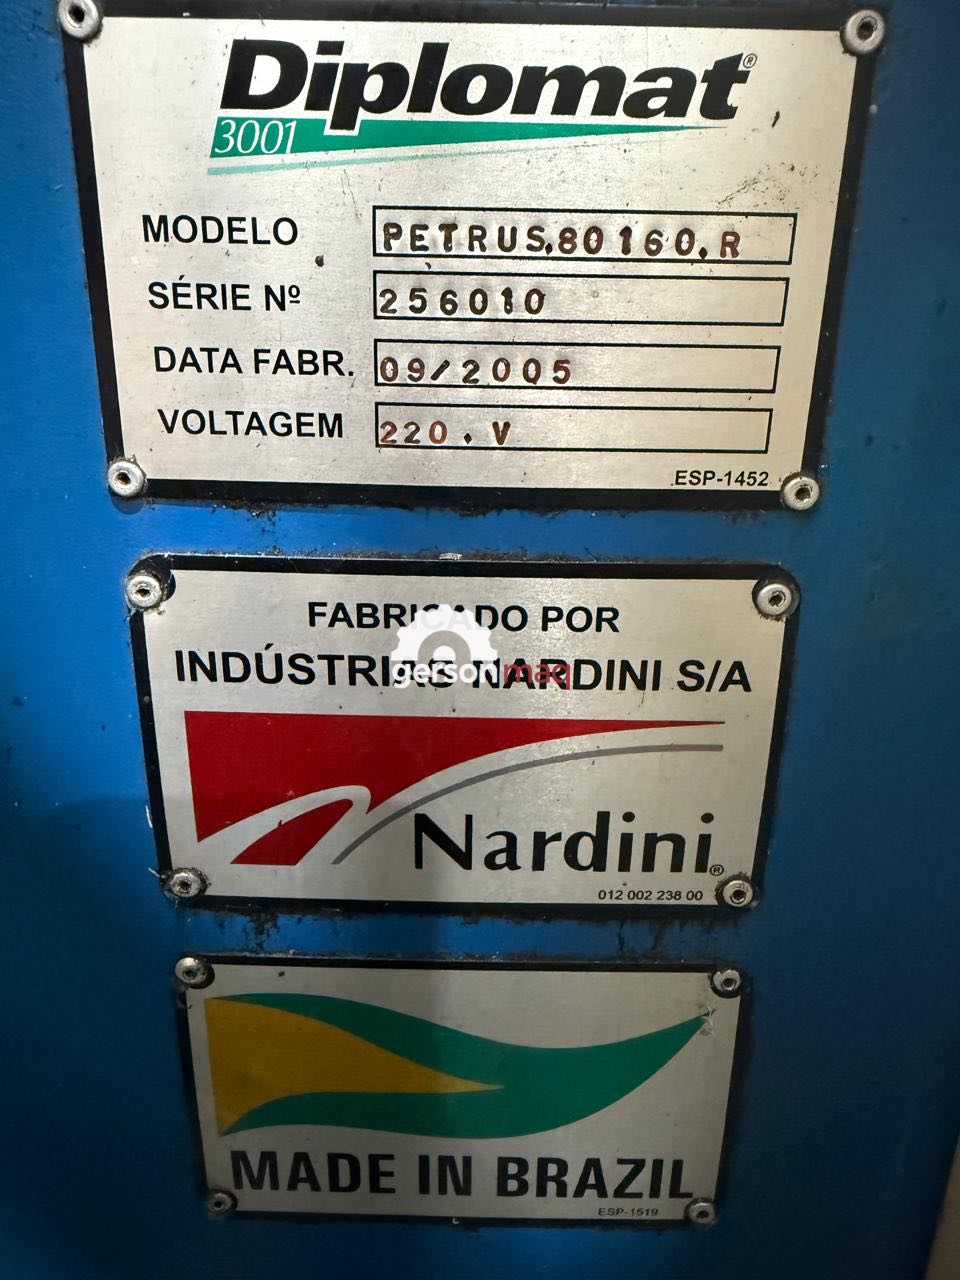 Diplomat®
3001
MODELO PETRUS.80160.R
SÉRIE Nº 256010
DATA FABR. 09/2005
VOLTAGEM 220.V
ESP-1452
FABRICADO POR
INDÚSTRIAS NARDINI S/A
gersonmaq
Nardini®
012 002 238 00
MADE IN BRAZIL
ESP-1519